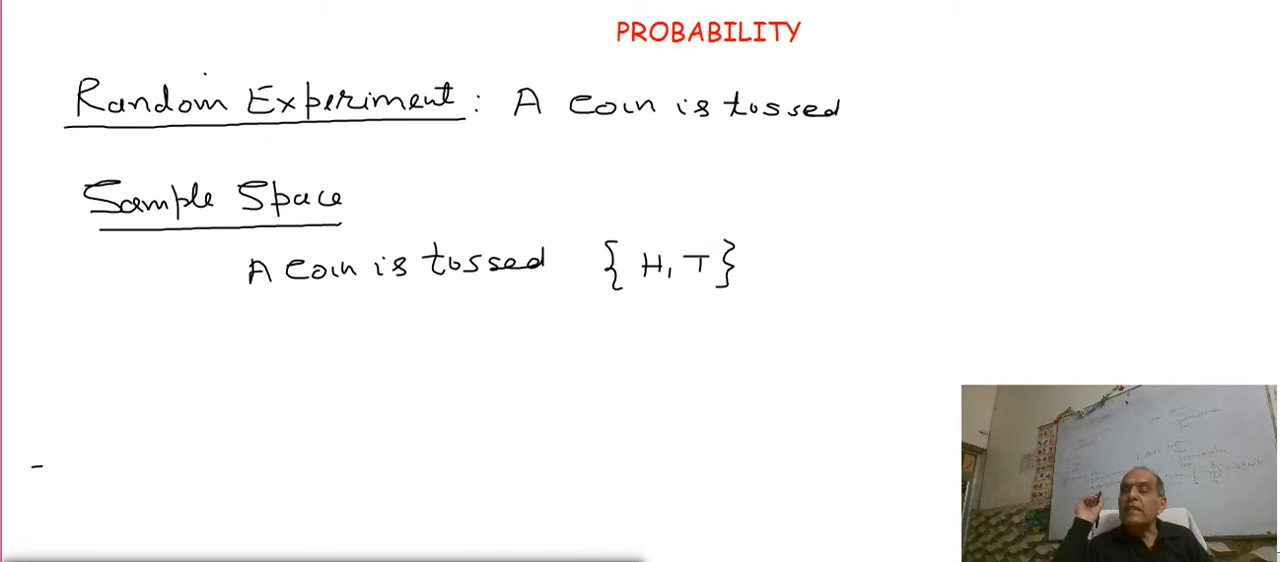 PROBABILITY
Random Experiment : A coin is tossed
Sample Space
A coin is tossed { H, T }